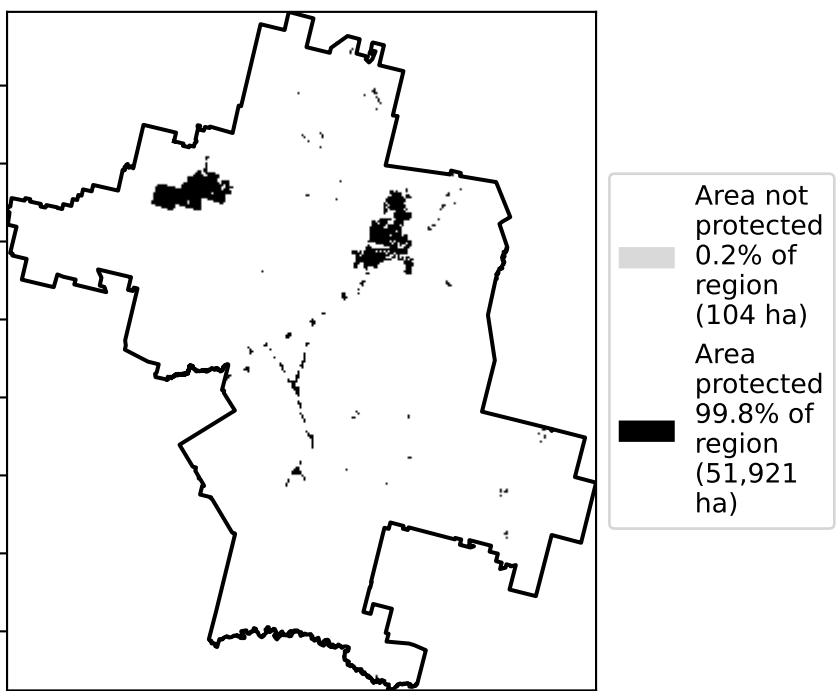 Area not
protected
0.2% of
region
(104 ha)
Area
protected
99.8% of
region
(51,921
ha)